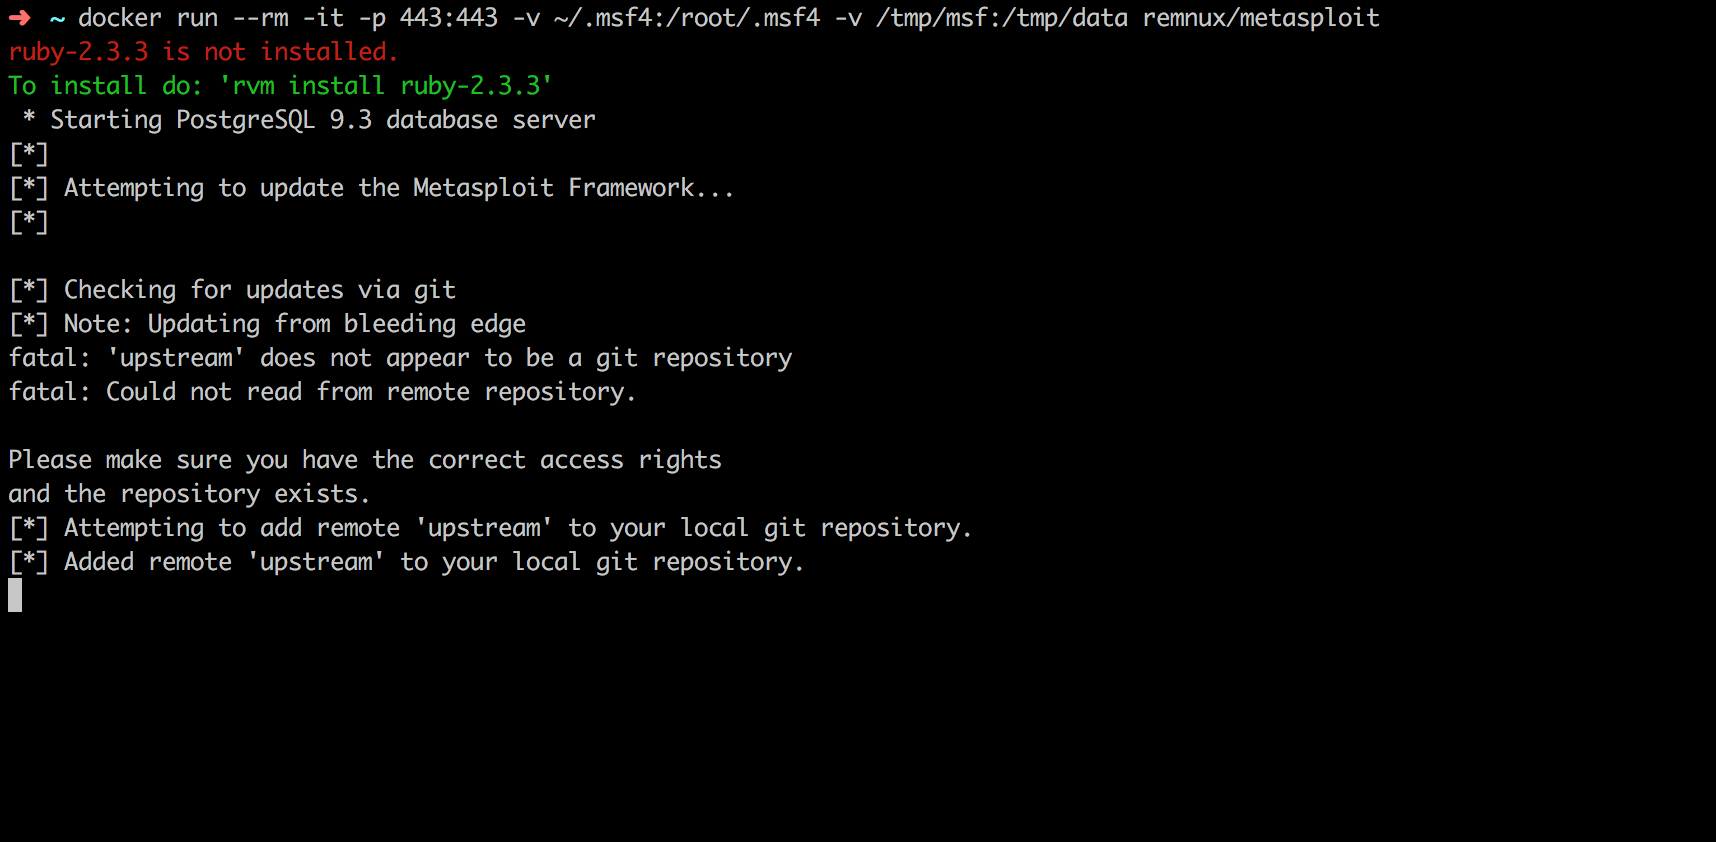 ➜ ~ docker run --rm -it -p 443:443 -v ~/.msf4:/root/.msf4 -v /tmp/msf:/tmp/data remnux/metasploit
ruby-2.3.3 is not installed.
To install do: 'rvm install ruby-2.3.3'
 * Starting PostgreSQL 9.3 database server
[*]
[*] Attempting to update the Metasploit Framework...
[*]

[*] Checking for updates via git
[*] Note: Updating from bleeding edge
fatal: 'upstream' does not appear to be a git repository
fatal: Could not read from remote repository.

Please make sure you have the correct access rights
and the repository exists.
[*] Attempting to add remote 'upstream' to your local git repository.
[*] Added remote 'upstream' to your local git repository.